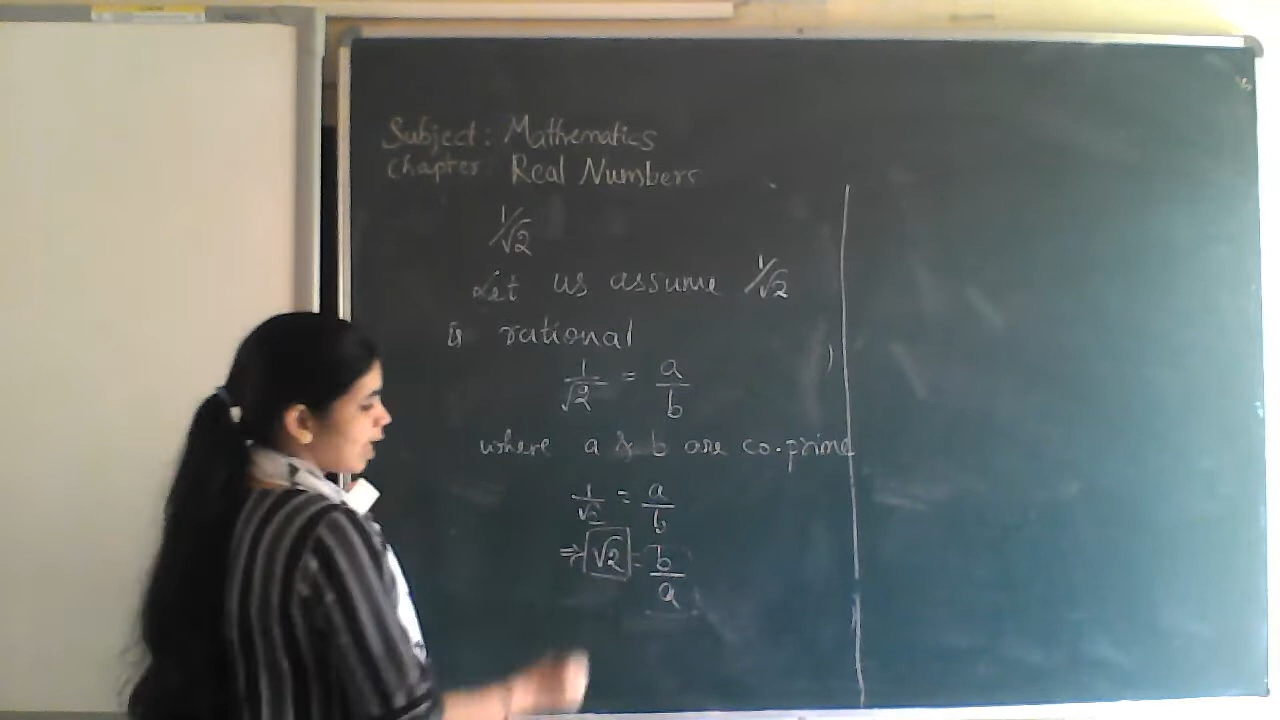 Subject: Mathematics
Chapter: Real Numbers
1/√2
Let us assume 1/√2
is rational
1/√2 = a/b
where a & b are co-prime
1/√2 = a/b
⇒ √2 = b/a